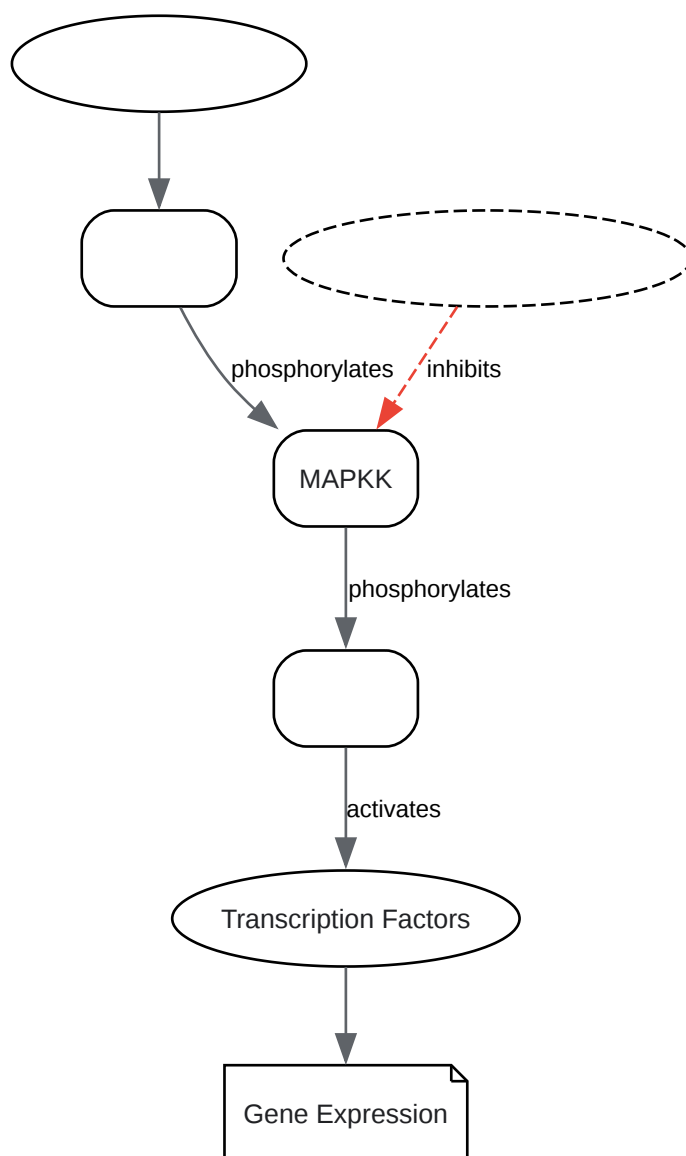 phosphorylates
inhibits
MAPKK
phosphorylates
activates
Transcription Factors
Gene Expression